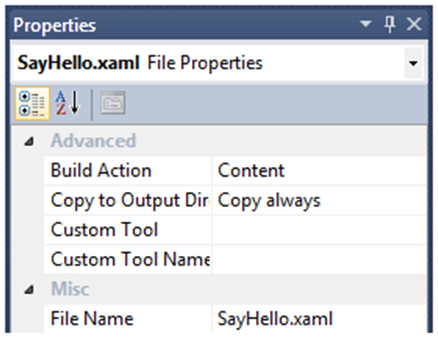 Properties
SayHello.xaml File Properties
A
Z
Advanced
Build Action Content
Copy to Output Dir Copy always
Custom Tool
Custom Tool Name
Misc
File Name SayHello.xaml